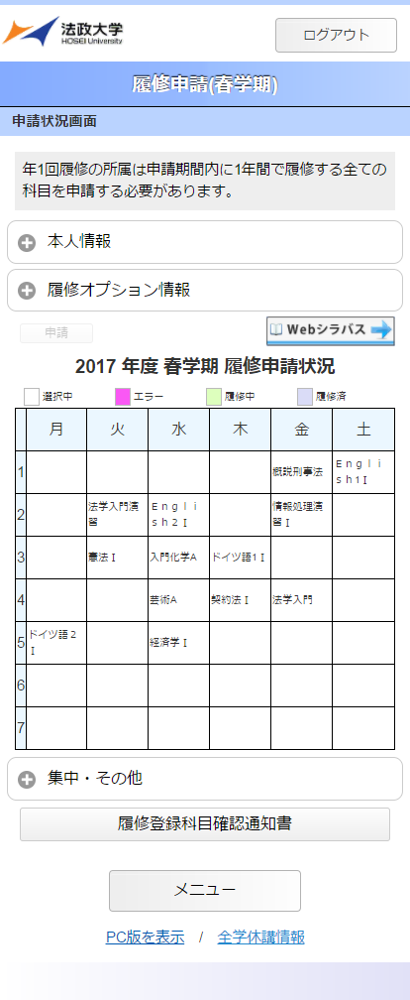 法政大学
HOSEI University
ログアウト
履修申請(春学期)
申請状況画面
年1回履修の所属は申請期間内に1年間で履修する全ての
科目を申請する必要があります。
本人情報
履修オプション情報
申請
Webシラバス
2017 年度 春学期 履修申請状況
選択中 エラー 履修中 履修済
月 火 水 木 金 土
1 概説刑事法 Ｅｎｇｌｉ
ｓｈ1Ⅰ
2 法学入門演 Ｅｎｇｌｉ 情報処理演
習 ｓｈ２Ⅰ 習Ⅰ
3 憲法Ⅰ 入門化学A ドイツ語1Ⅰ
4 芸術A 契約法Ⅰ 法学入門
5 ドイツ語２ 経済学Ⅰ
Ⅰ
6
7
集中・その他
履修登録科目確認通知書
メニュー
PC版を表示 / 全学休講情報